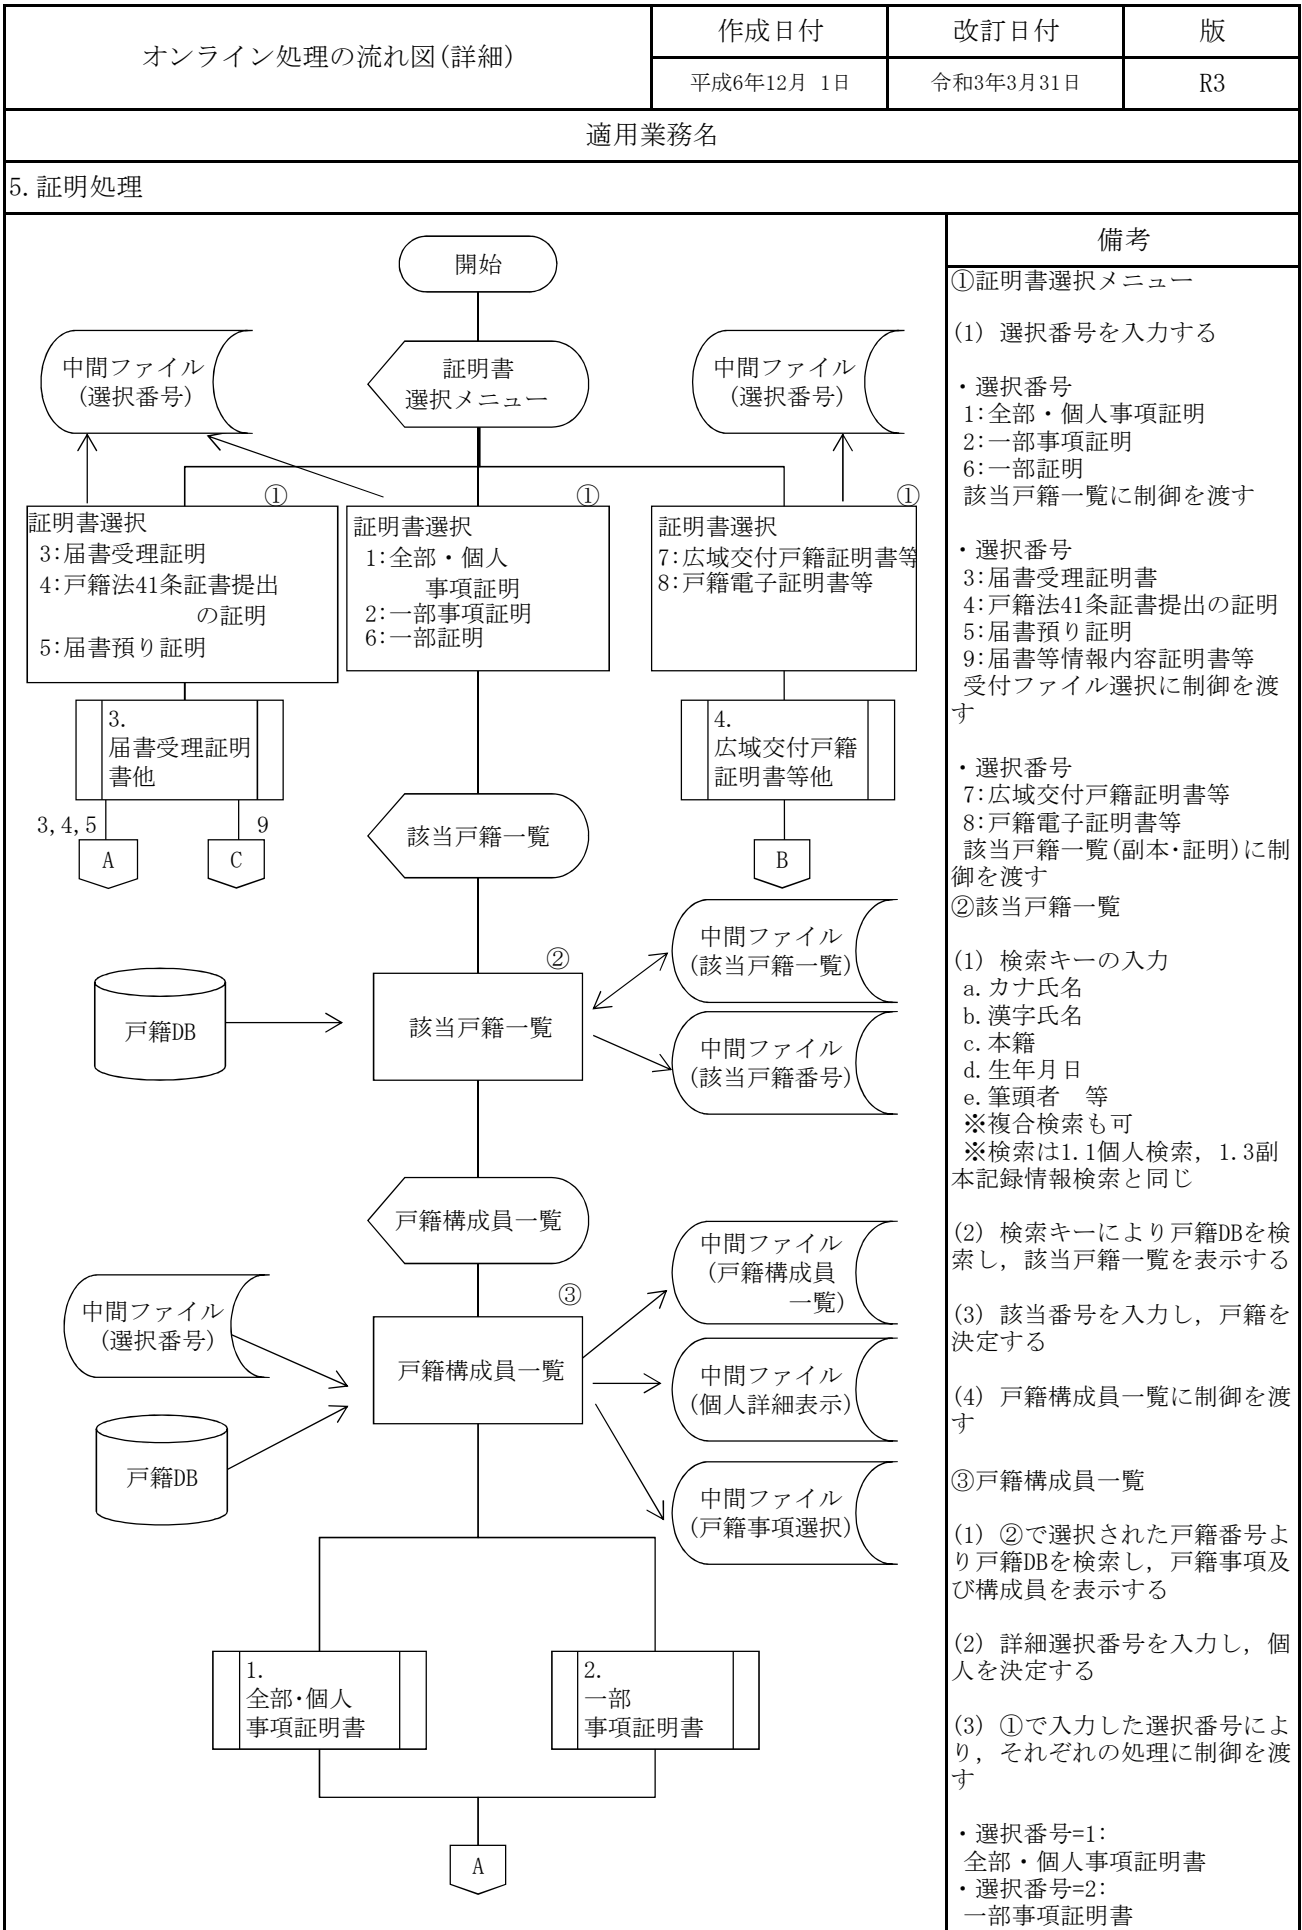 オンライン処理の流れ図(詳細)
作成日付
改訂日付
版
平成6年12月 1日
令和3年3月31日
R3
適用業務名
5.証明処理
開始
中間ファイル
(選択番号)
証明書
選択メニュー
中間ファイル
(選択番号)
①
証明書選択
3:届書受理証明
4:戸籍法41条証書提出
の証明
5:届書預り証明
①
証明書選択
1:全部・個人
事項証明
2:一部事項証明
6:一部証明
①
証明書選択
7:広域交付戸籍証明書等
8:戸籍電子証明書等
3.
届書受理証明
書他
4.
広域交付戸籍
証明書等他
3,4,5
9
A
C
該当戸籍一覧
B
中間ファイル
(該当戸籍一覧)
②
戸籍DB
該当戸籍一覧
中間ファイル
(該当戸籍番号)
戸籍構成員一覧
中間ファイル
(戸籍構成員
一覧)
③
中間ファイル
(選択番号)
戸籍構成員一覧
中間ファイル
(個人詳細表示)
戸籍DB
中間ファイル
(戸籍事項選択)
1.
全部・個人
事項証明書
2.
一部
事項証明書
A
備考
①証明書選択メニュー
(1) 選択番号を入力する
・選択番号
1:全部・個人事項証明
2:一部事項証明
6:一部証明
該当戸籍一覧に制御を渡す
・選択番号
3:届書受理証明書
4:戸籍法41条証書提出の証明
5:届書預り証明
9:届書等情報内容証明書等
受付ファイル選択に制御を渡
す
・選択番号
7:広域交付戸籍証明書等
8:戸籍電子証明書等
該当戸籍一覧(副本・証明)に制
御を渡す
②該当戸籍一覧
(1) 検索キーの入力
a.カナ氏名
b.漢字氏名
c.本籍
d.生年月日
e.筆頭者　等
※複合検索も可
※検索は1.1個人検索，1.3副
本記録情報検索と同じ
(2) 検索キーにより戸籍DBを検
索し，該当戸籍一覧を表示する
(3) 該当番号を入力し，戸籍を
決定する
(4) 戸籍構成員一覧に制御を渡
す
③戸籍構成員一覧
(1) ②で選択された戸籍番号よ
り戸籍DBを検索し，戸籍事項及
び構成員を表示する
(2) 詳細選択番号を入力し，個
人を決定する
(3) ①で入力した選択番号によ
り，それぞれの処理に制御を渡
す
・選択番号=1:
全部・個人事項証明書
・選択番号=2:
一部事項証明書